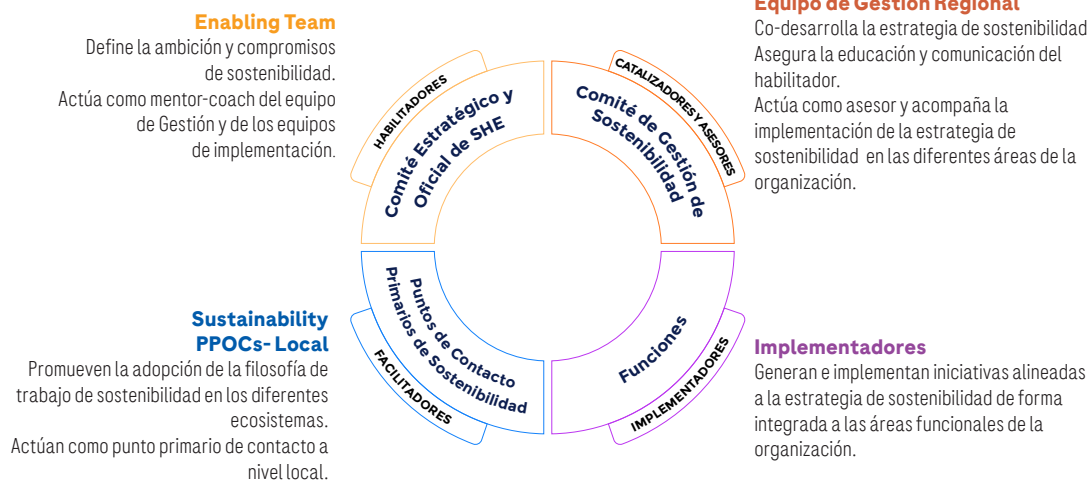 Enabling Team
Define la ambición y compromisos
de sostenibilidad.
Actúa como mentor-coach del equipo
de Gestión y de los equipos
de implementación.
HABILITADORES
Comité Estratégico y
Oficial de SHE
CATALIZADORES Y ASESORES
Comité de Gestión de
Sostenibilidad
Equipo de Gestión Regional
Co-desarrolla la estrategia de sostenibilidad
Asegura la educación y comunicación del
habilitador.
Actúa como asesor y acompaña la
implementación de la estrategia de
sostenibilidad en las diferentes áreas de la
organización.
Sustainability
PPOCs- Local
Promueven la adopción de la filosofía de
trabajo de sostenibilidad en los diferentes
ecosistemas.
Actúan como punto primario de contacto a
nivel local.
Puntos de Contacto
Primarios de Sostenibilidad
FACILITADORES
Funciones
IMPLEMENTADORES
Implementadores
Generan e implementan iniciativas alineadas
a la estrategia de sostenibilidad de forma
integrada a las áreas funcionales de la
organización.